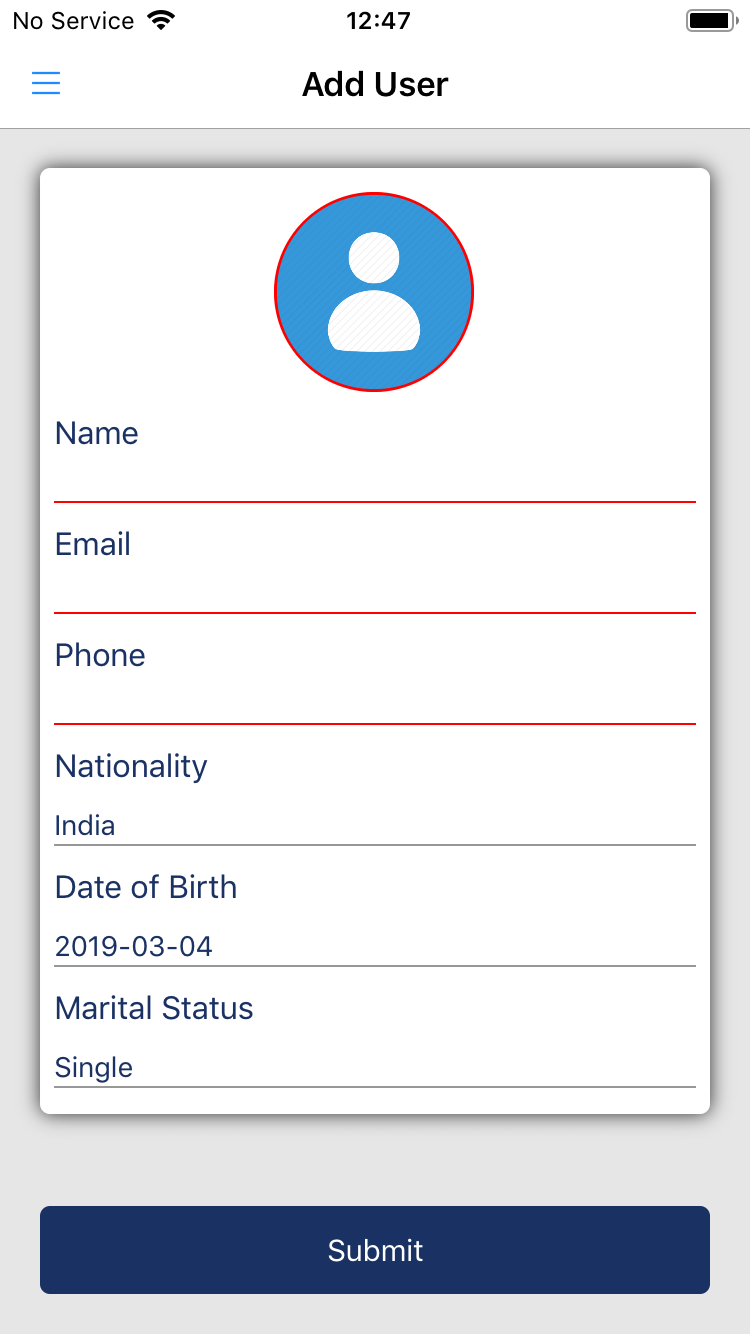 No Service 12:47
Add User
Name
Email
Phone
Nationality
India
Date of Birth
2019-03-04
Marital Status
Single
Submit